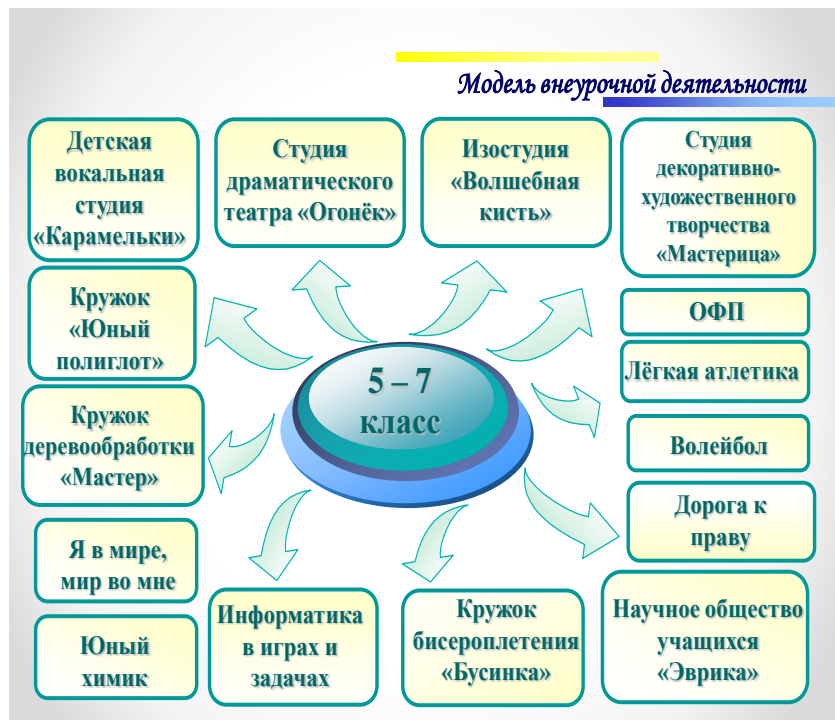 Модель внеурочной деятельности
Детская
вокальная
студия
«Карамельки»
Студия
драматического
театра «Огонёк»
Изостудия
«Волшебная
кисть»
Студия
декоративно-
художественного
творчества
«Мастерица»
Кружок
«Юный
полиглот»
ОФП
Лёгкая атлетика
5 – 7
класс
Кружок
деревообработки
«Мастер»
Волейбол
Дорога к
праву
Я в мире,
мир во мне
Юный
химик
Информатика
в играх и
задачах
Кружок
бисероплетения
«Бусинка»
Научное общество
учащихся
«Эврика»